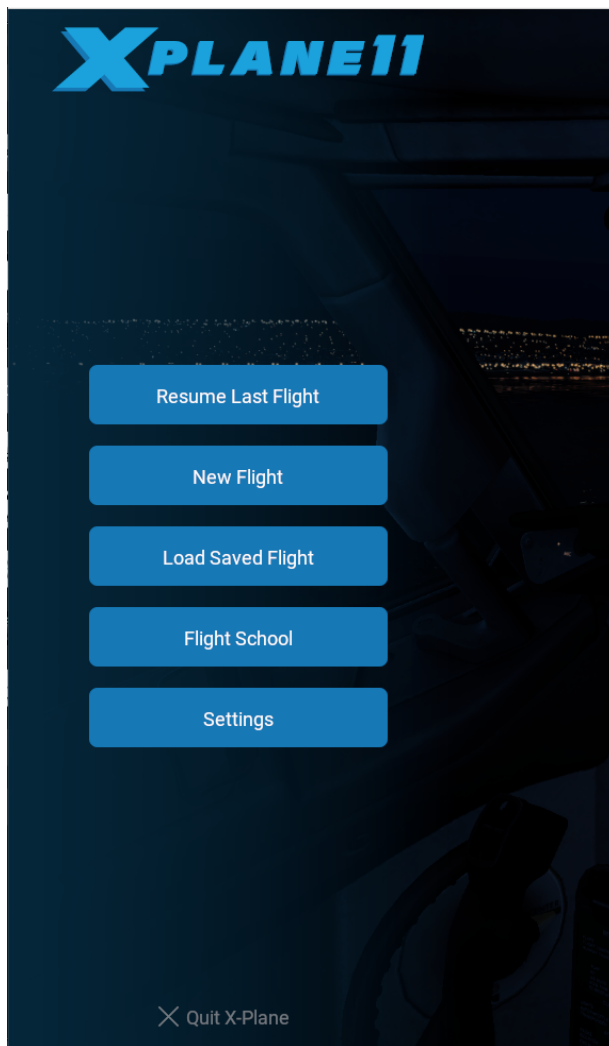 XPLANE11
Resume Last Flight
New Flight
Load Saved Flight
Flight School
Settings
Quit X-Plane